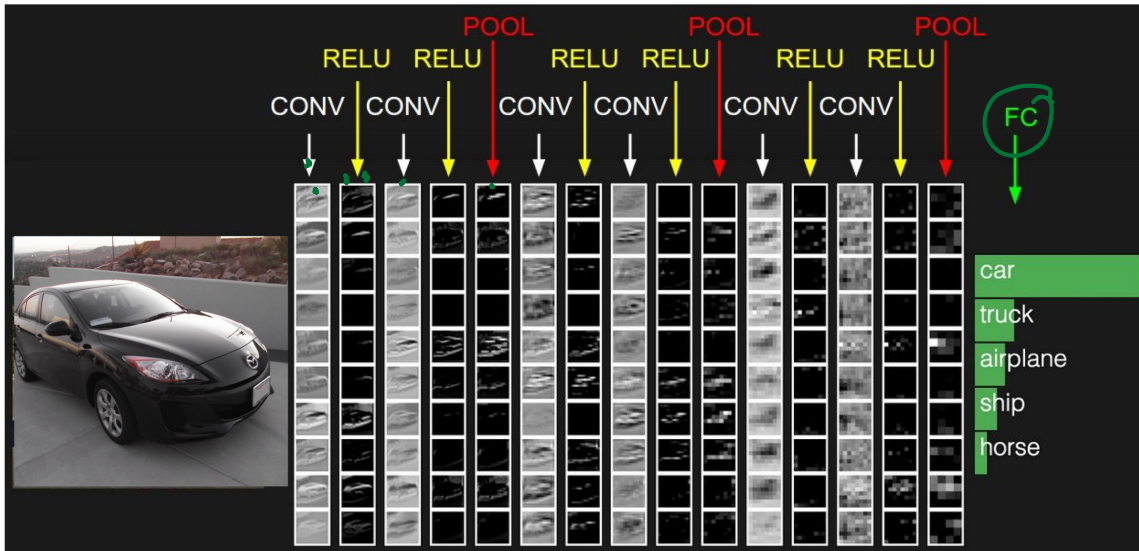 POOL POOL POOL
RELU RELU RELU RELU RELU RELU
CONV CONV CONV CONV CONV CONV
FC
car
truck
airplane
ship
horse